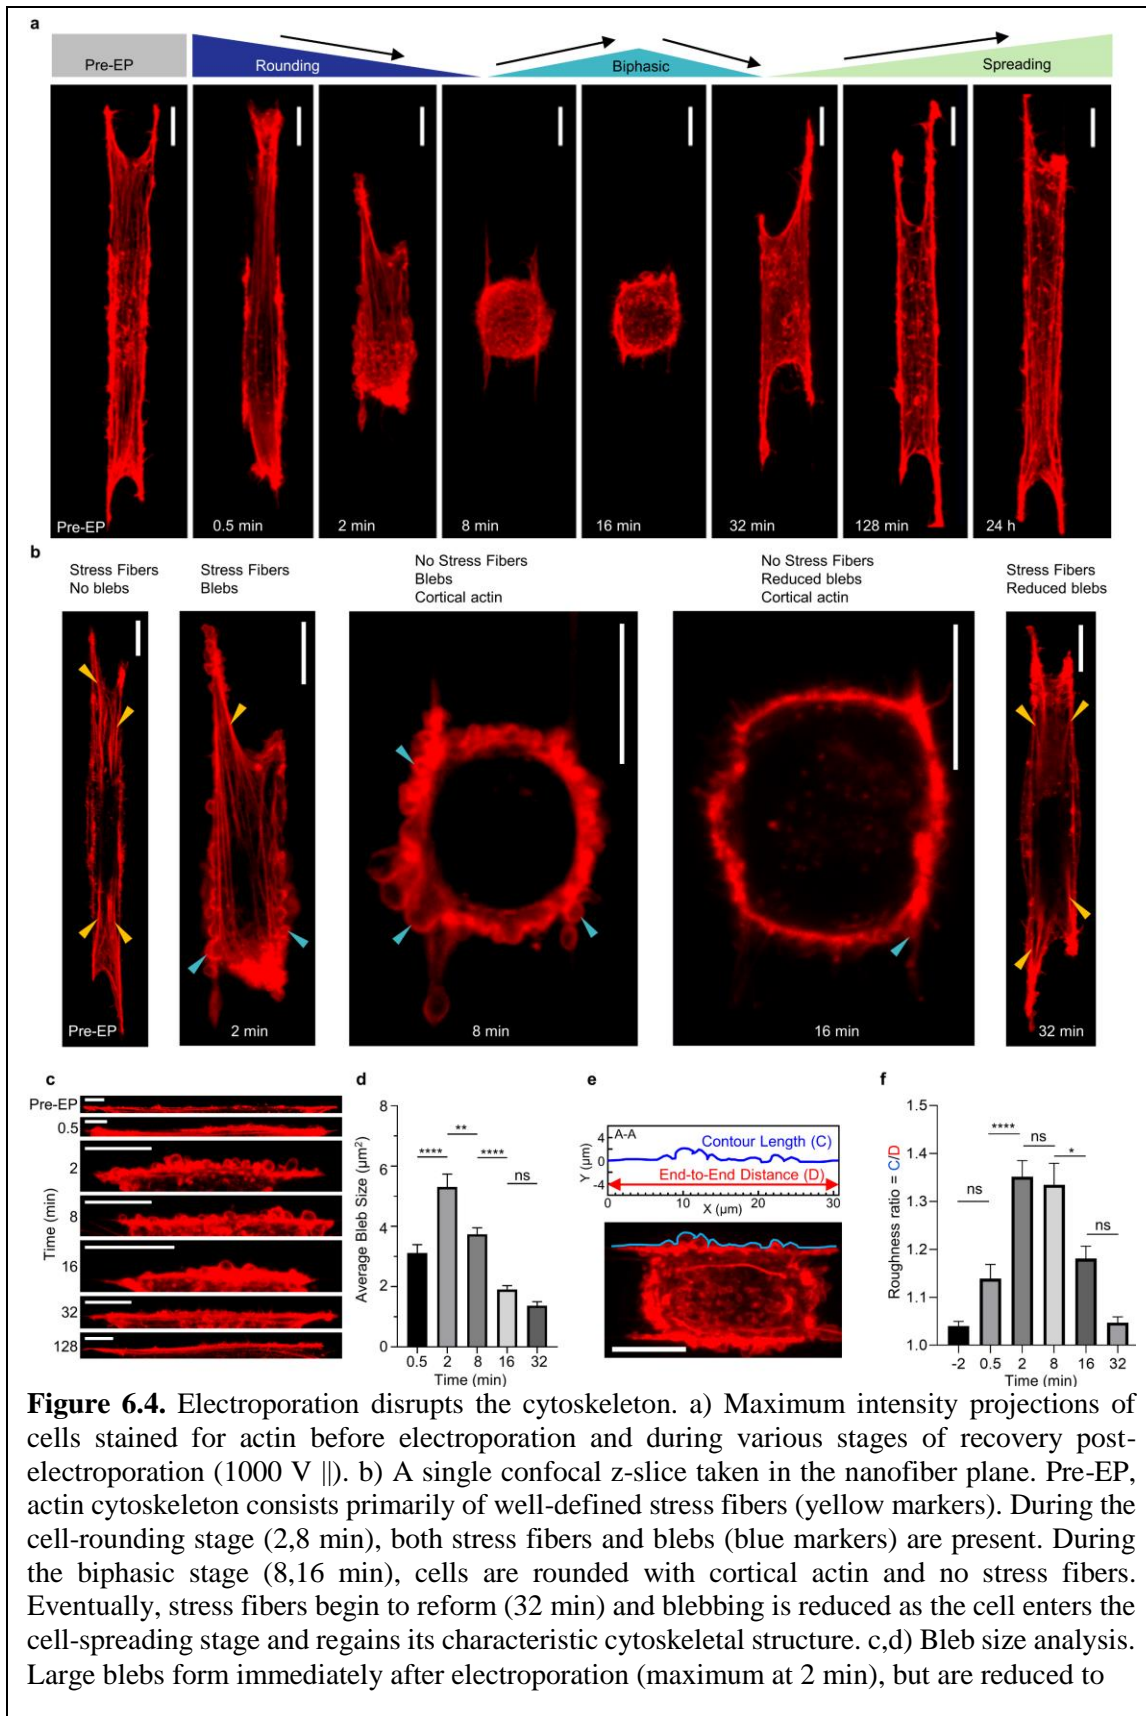 a
Pre-EP
Rounding
Biphasic
Spreading
Pre-EP
0.5 min
2 min
8 min
16 min
32 min
128 min
24 h
b
Stress Fibers
No blebs
Stress Fibers
Blebs
No Stress Fibers
Blebs
Cortical actin
No Stress Fibers
Reduced blebs
Cortical actin
Stress Fibers
Reduced blebs
Pre-EP
2 min
8 min
16 min
32 min
c
Pre-EP
0.5
2
8
16
32
128
Time (min)
d
Average Bleb Size (μm²)
8
6
4
2
0
****
**
****
ns
0.5 2 8 16 32
Time (min)
e
A-A
Contour Length (C)
End-to-End Distance (D)
Y (μm)
4
0
-4
0 10 20 30
X (μm)
f
Roughness ratio = C/D
1.5
1.4
1.3
1.2
1.1
1.0
ns
****
ns
*
ns
-2 0.5 2 8 16 32
Time (min)
Figure 6.4. Electroporation disrupts the cytoskeleton. a) Maximum intensity projections of
cells stained for actin before electroporation and during various stages of recovery post-
electroporation (1000 V ||). b) A single confocal z-slice taken in the nanofiber plane. Pre-EP,
actin cytoskeleton consists primarily of well-defined stress fibers (yellow markers). During the
cell-rounding stage (2,8 min), both stress fibers and blebs (blue markers) are present. During
the biphasic stage (8,16 min), cells are rounded with cortical actin and no stress fibers.
Eventually, stress fibers begin to reform (32 min) and blebbing is reduced as the cell enters the
cell-spreading stage and regains its characteristic cytoskeletal structure. c,d) Bleb size analysis.
Large blebs form immediately after electroporation (maximum at 2 min), but are reduced to